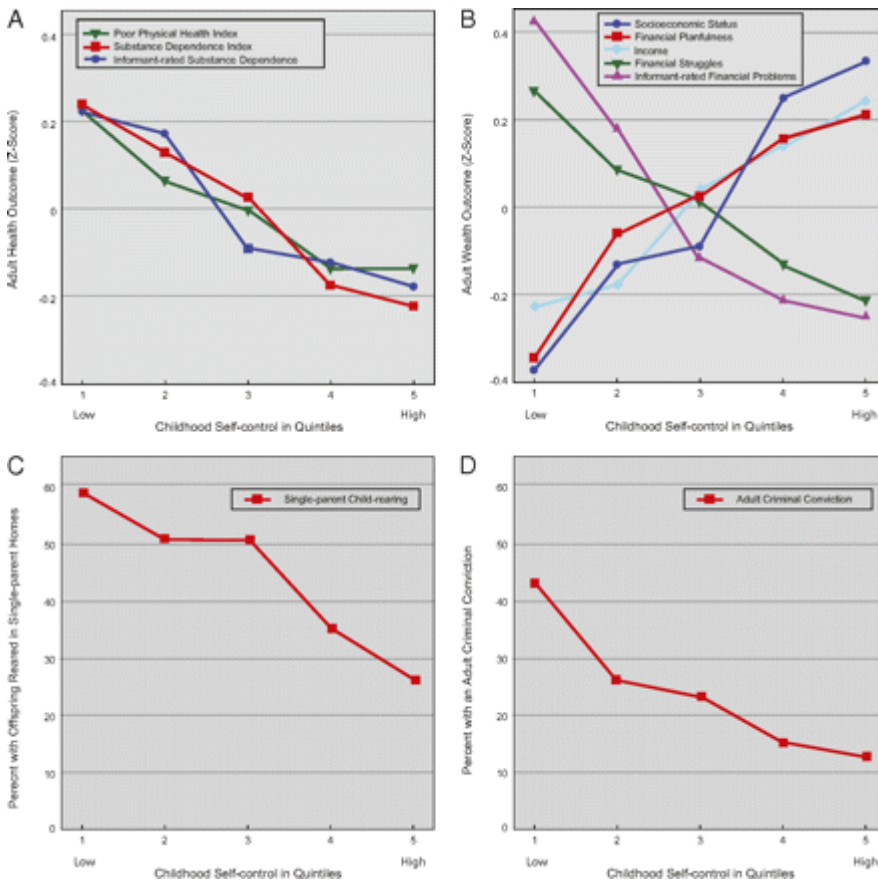 A
Poor Physical Health Index
Substance Dependence Index
Informant-rated Substance Dependence
Adult Health Outcome (Z-Score)
0.4
0.2
0
-0.2
-0.4
1 2 3 4 5
Low High
Childhood Self-control in Quintiles
B
Socioeconomic Status
Financial Planfulness
Income
Financial Struggles
Informant-rated Financial Problems
Adult Wealth Outcome (Z-Score)
0.4
0.2
0
-0.2
-0.4
1 2 3 4 5
Low High
Childhood Self-control in Quintiles
C
Single-parent Child-rearing
Perecnt with Offspring Reared in Single-parent Homes
60
50
40
30
20
10
0
1 2 3 4 5
Low High
Childhood Self-control in Quintiles
D
Adult Criminal Conviction
Percent with an Adult Criminal Conviction
60
50
40
30
20
10
0
1 2 3 4 5
Low High
Childhood Self-control in Quintiles